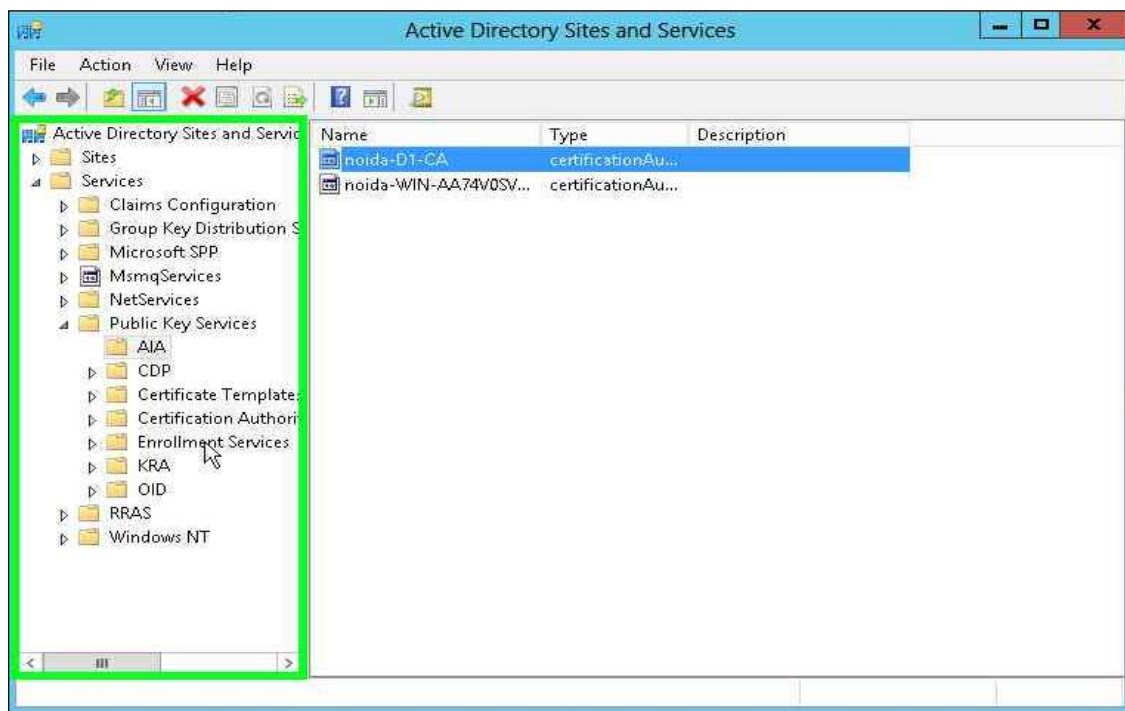 Active Directory Sites and Services
File Action View Help
Active Directory Sites and Servic
Sites
Services
Claims Configuration
Group Key Distribution S
Microsoft SPP
MsmqServices
NetServices
Public Key Services
AIA
CDP
Certificate Template
Certification Authori
Enrollment Services
KRA
OID
RRAS
Windows NT
Name Type Description
noida-D1-CA certificationAu...
noida-WIN-AA74V0SV... certificationAu...